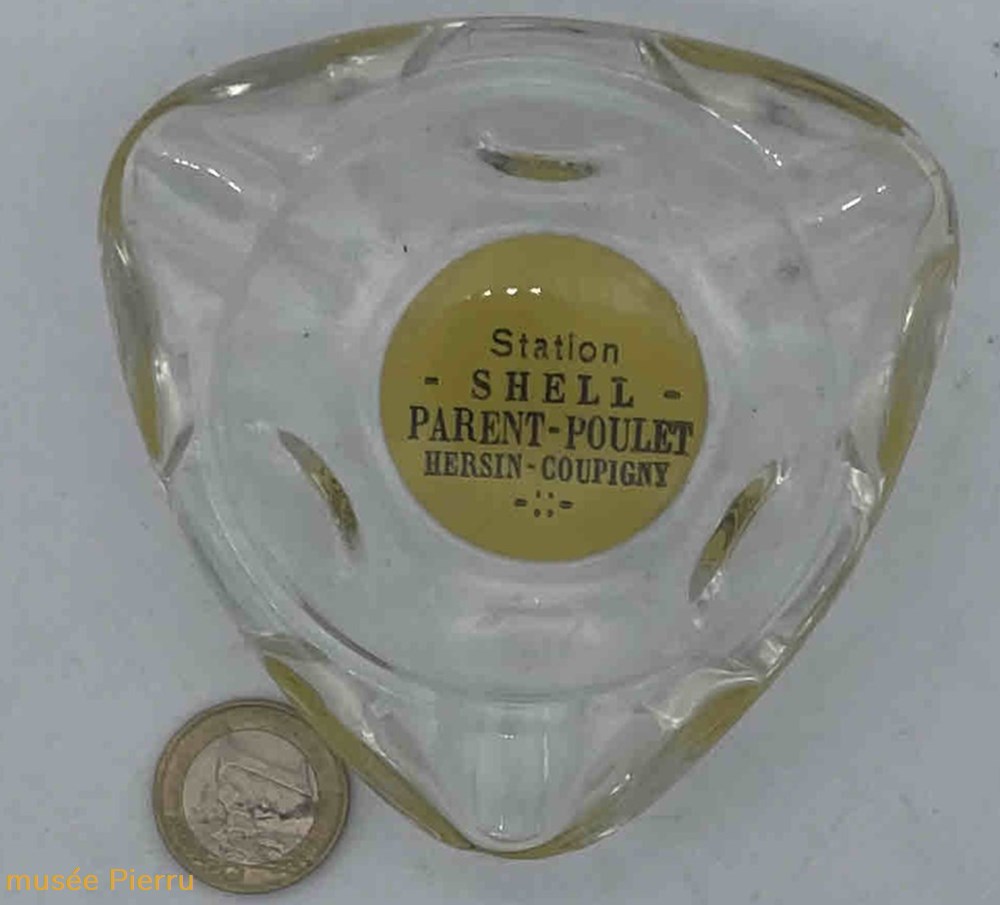 Station
- SHELL -
PARENT-POULET
HERSIN-COUPIGNY
musée Pierru